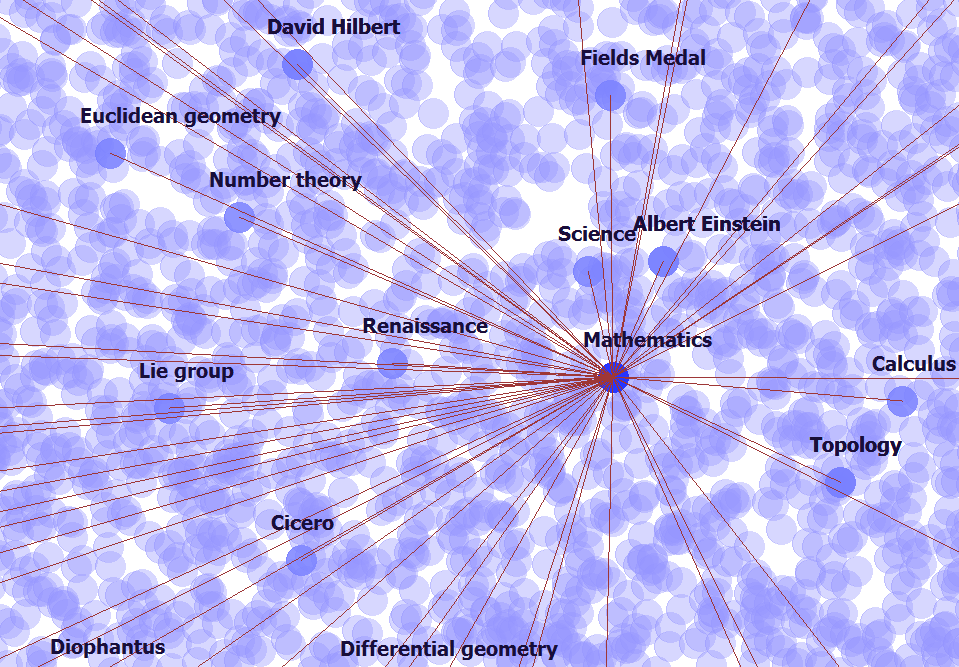 David Hilbert
Fields Medal
Euclidean geometry
Number theory
Albert Einstein
Science
Renaissance
Mathematics
Lie group
Calculus
Topology
Cicero
Diophantus
Differential geometry